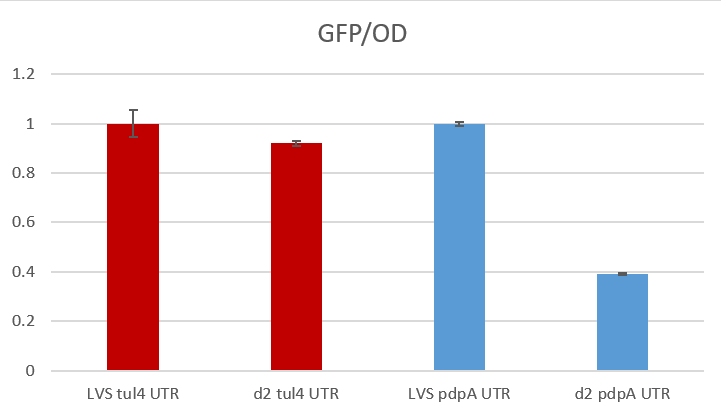 GFP/OD
1.2
1
0.8
0.6
0.4
0.2
0
LVS tul4 UTR
d2 tul4 UTR
LVS pdpA UTR
d2 pdpA UTR